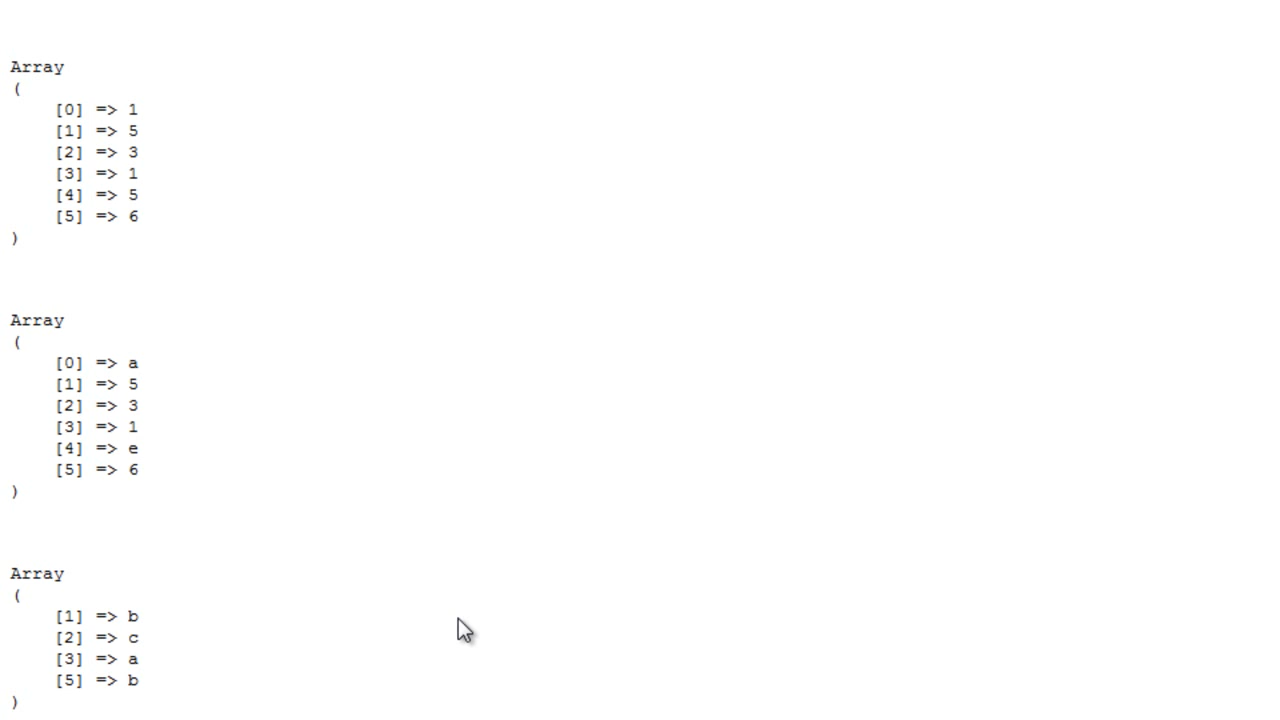 Array
(
    [0] => 1
    [1] => 5
    [2] => 3
    [3] => 1
    [4] => 5
    [5] => 6
)
Array
(
    [0] => a
    [1] => 5
    [2] => 3
    [3] => 1
    [4] => e
    [5] => 6
)
Array
(
    [1] => b
    [2] => c
    [3] => a
    [5] => b
)